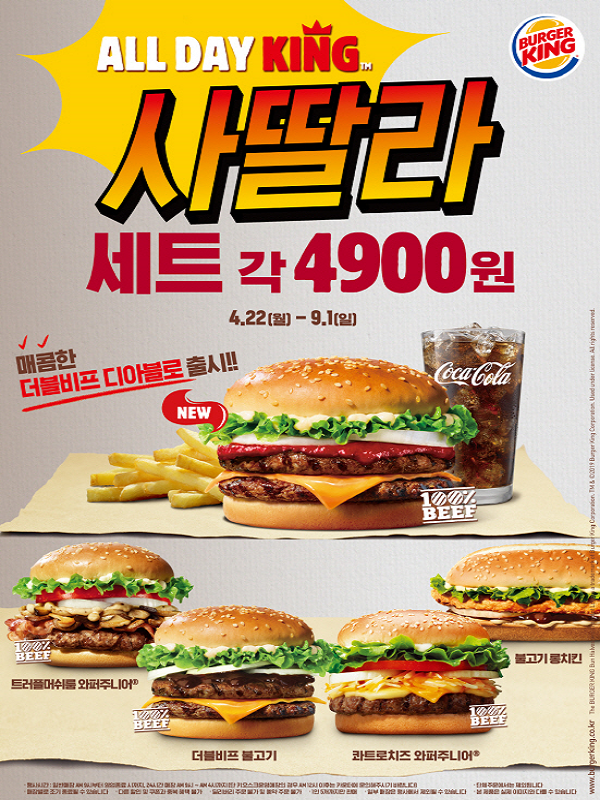 ALL DAY KING™
BURGER
KING
사딸라
세트 각 4900원
4.22(월) – 9.1(일)
매콤한
더블비프 디아블로 출시!!
NEW
Coca-Cola
100%
BEEF
100%
BEEF
트러플머쉬룸 와퍼주니어®
100%
BEEF
더블비프 불고기
100%
BEEF
콰트로치즈 와퍼주니어®
불고기 롱치킨
www.burgerking.co.kr